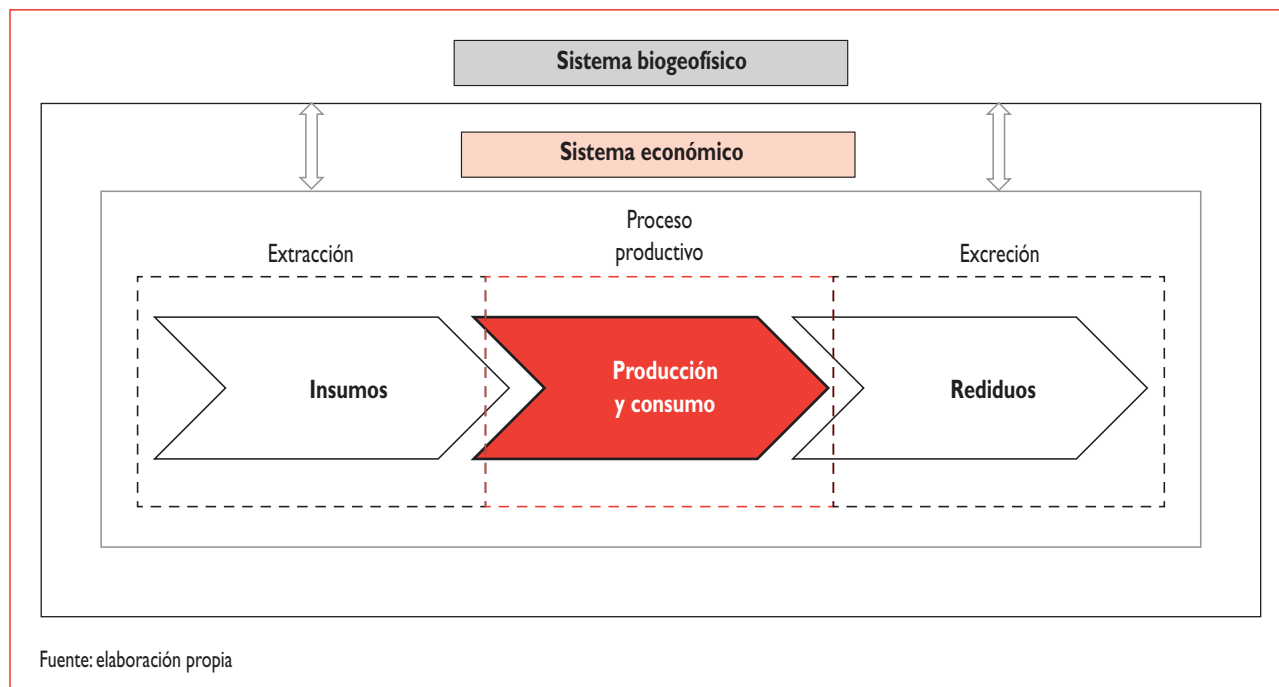 Sistema biogeofísico
Sistema económico
Proceso
productivo
Extracción
Excreción
Insumos
Producción
y consumo
Rediduos
Fuente: elaboración propia